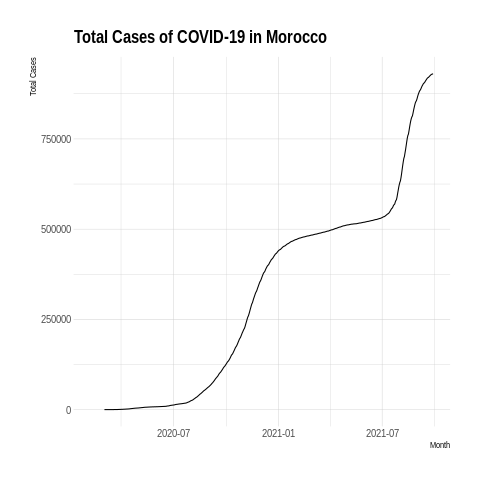 Total Cases of COVID-19 in Morocco
Total Cases
750000
500000
250000
0
2020-07
2021-01
2021-07
Month